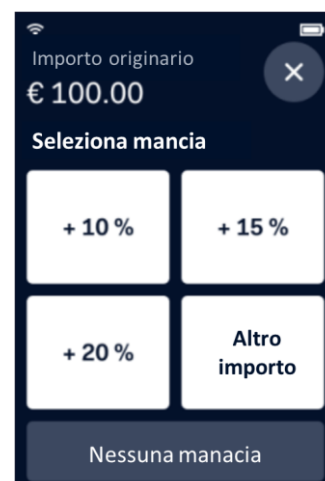 Importo originario
€ 100.00
Seleziona mancia
+ 10 %
+ 15 %
+ 20 %
Altro
importo
Nessuna manacia